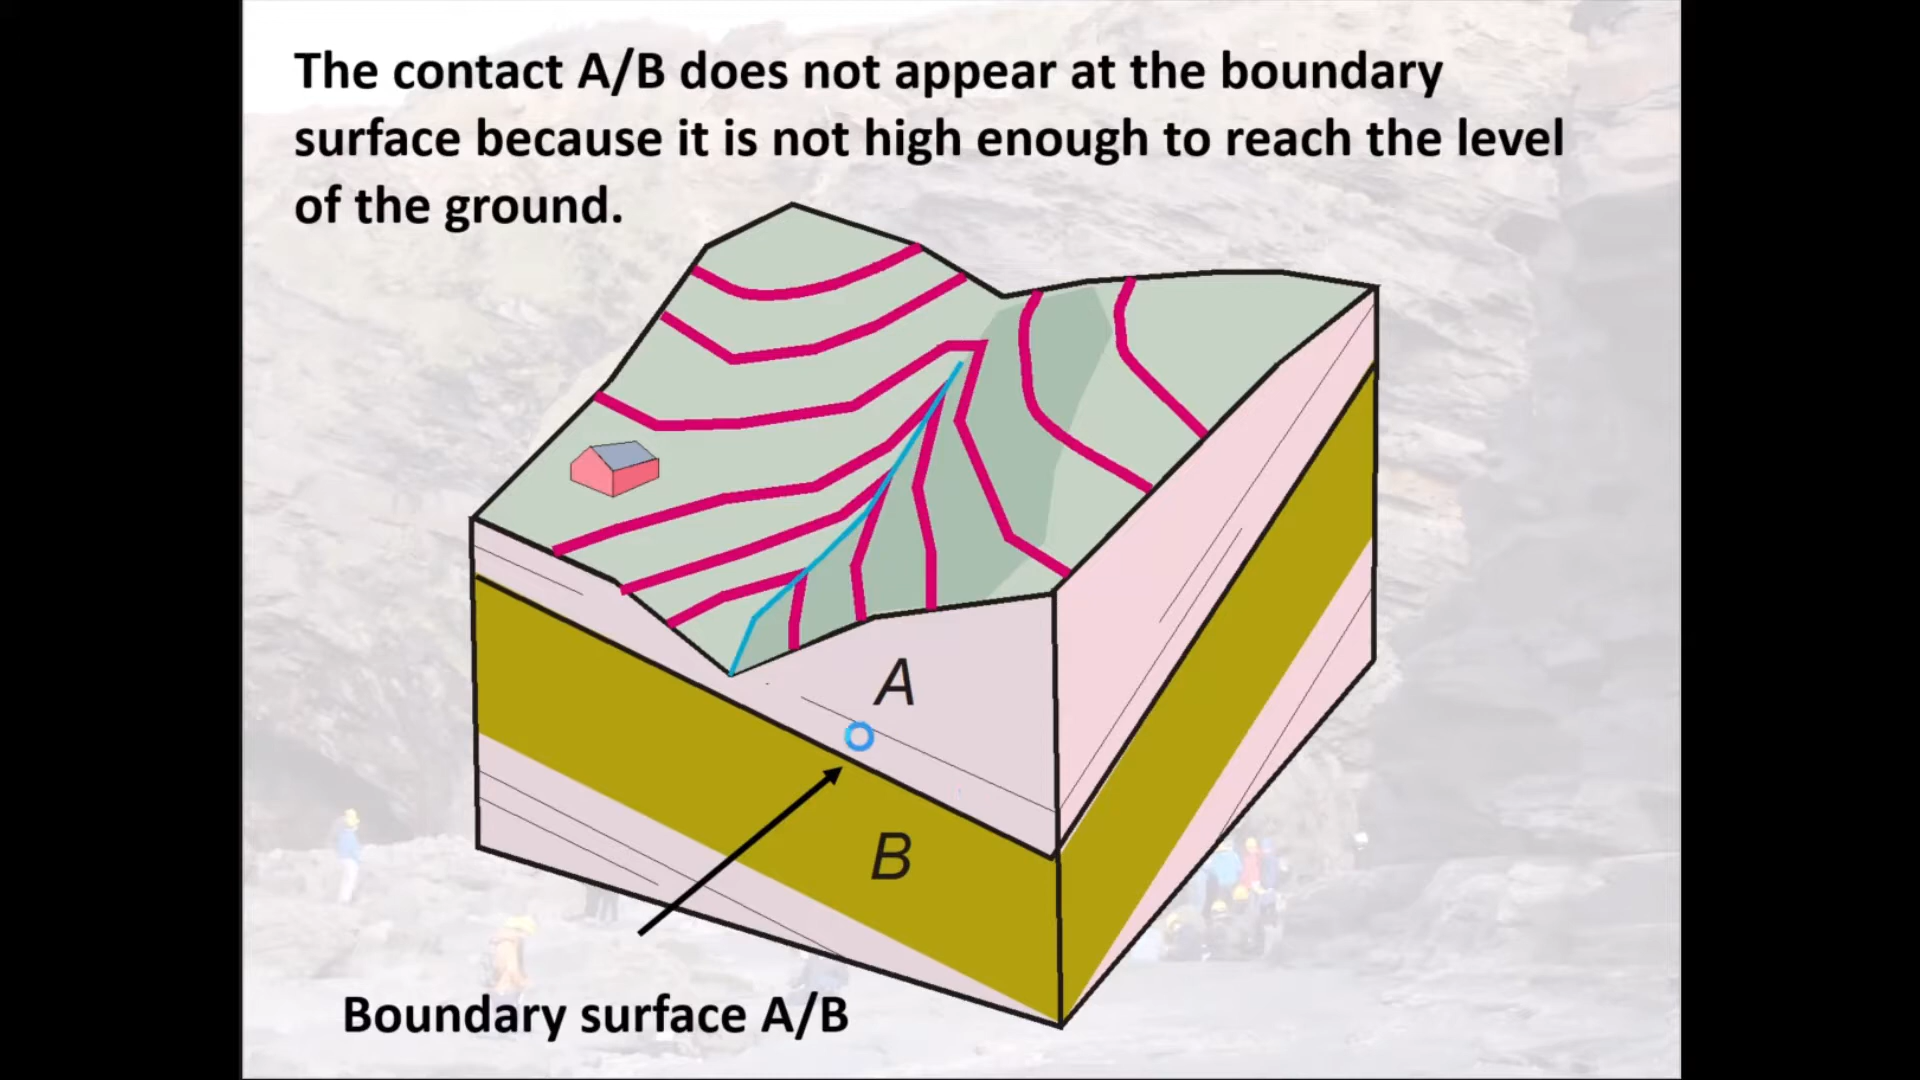 The contact A/B does not appear at the boundary
surface because it is not high enough to reach the level
of the ground.
A
B
Boundary surface A/B